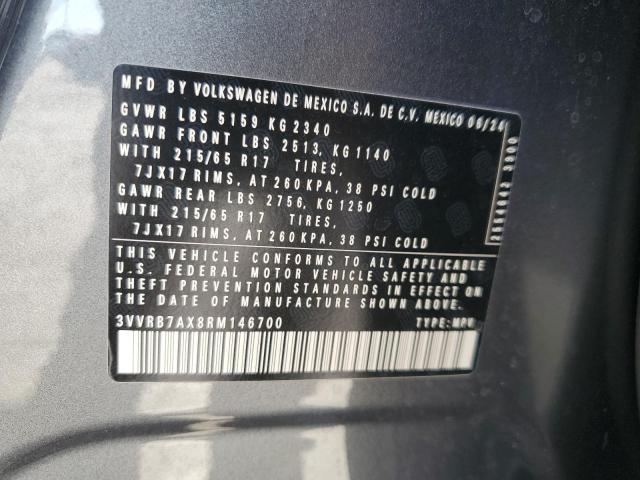 MFD BY VOLKSWAGEN DE MEXICO S.A. DE C.V. MEXICO 06/24
GVWR LBS 5159 KG 2340
GAWR FRONT LBS 2513, KG 1140
WITH 215/65 R17 TIRES,
7JX17 RIMS, AT 260 KPA, 38 PSI COLD
GAWR REAR LBS 2756, KG 1250
WITH 215/65 R17 TIRES,
7JX17 RIMS, AT 260 KPA, 38 PSI COLD
THIS VEHICLE CONFORMS TO ALL APPLICABLE
U.S. FEDERAL MOTOR VEHICLE SAFETY AND
THEFT PREVENTION STANDARDS IN EFFECT ON
THE DATE OF MANUFACTURE SHOWN ABOVE.
3VVRB7AX8RM146700 TYPE: MPV